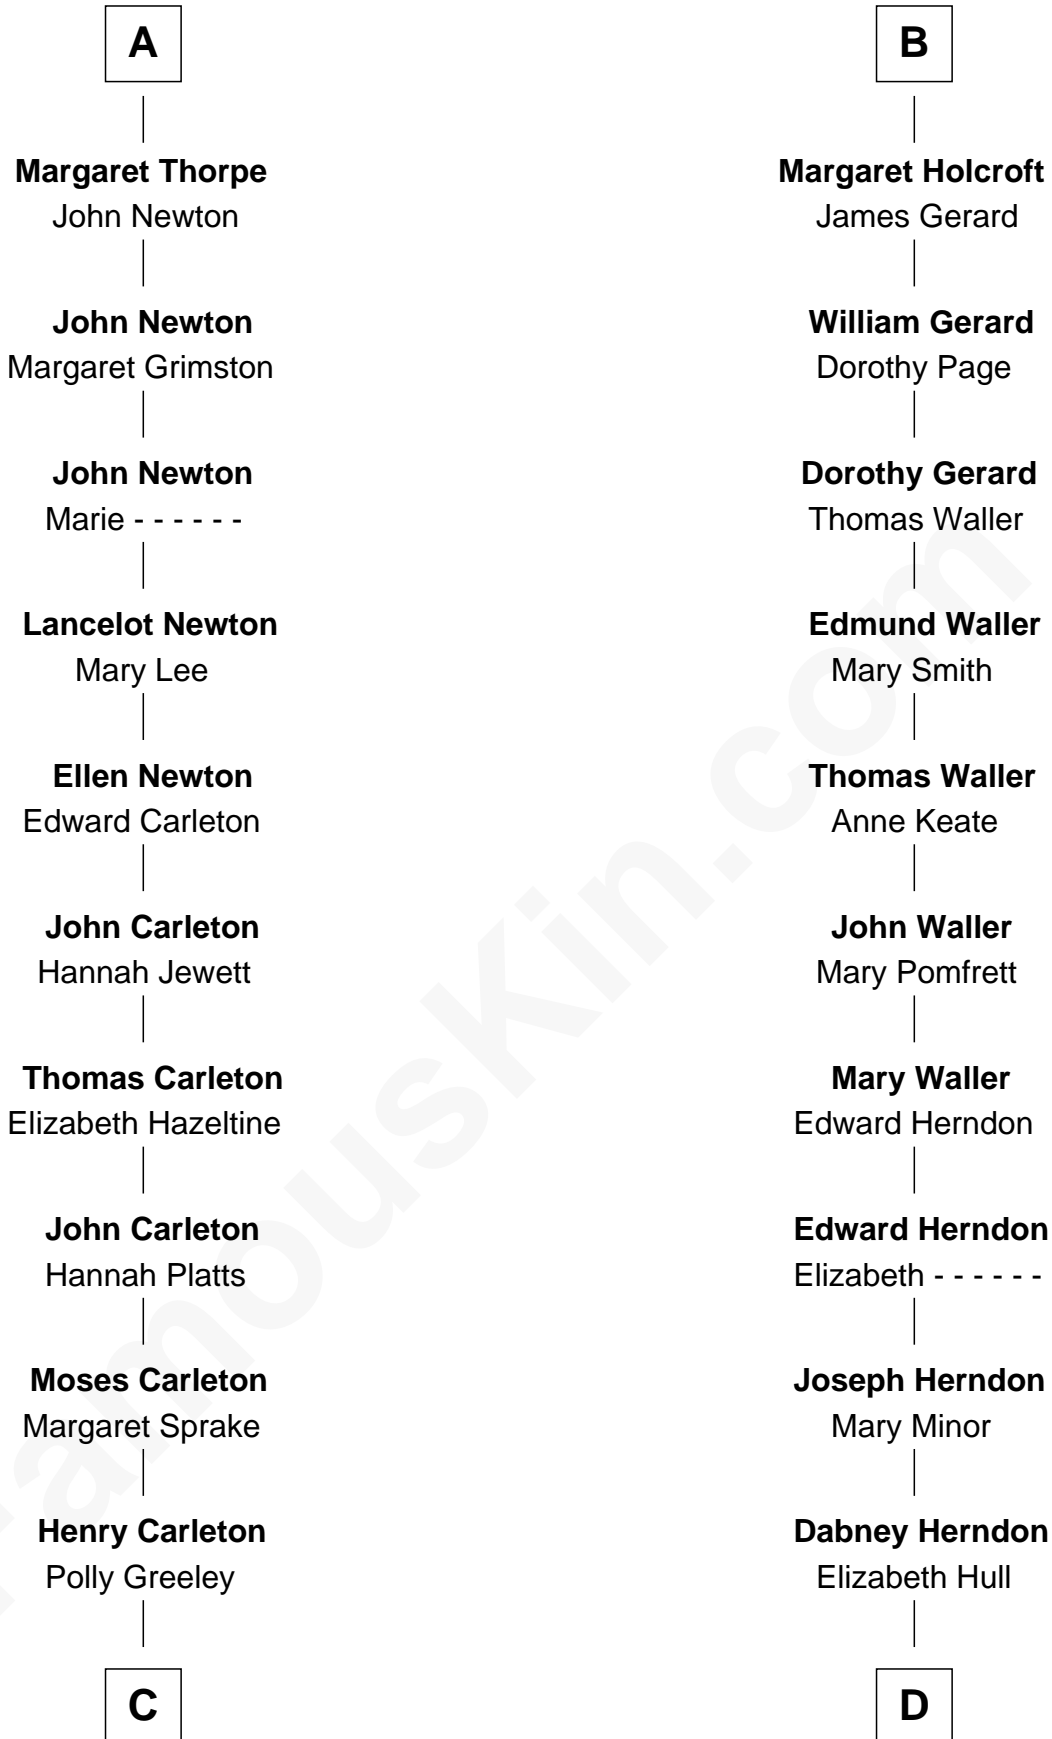 A
Margaret Thorpe
John Newton
John Newton
Margaret Grimston
John Newton
Marie - - - - - -
Lancelot Newton
Mary Lee
Ellen Newton
Edward Carleton
John Carleton
Hannah Jewett
Thomas Carleton
Elizabeth Hazeltine
John Carleton
Hannah Platts
Moses Carleton
Margaret Sprake
Henry Carleton
Polly Greeley
C
B
Margaret Holcroft
James Gerard
William Gerard
Dorothy Page
Dorothy Gerard
Thomas Waller
Edmund Waller
Mary Smith
Thomas Waller
Anne Keate
John Waller
Mary Pomfrett
Mary Waller
Edward Herndon
Edward Herndon
Elizabeth - - - - - -
Joseph Herndon
Mary Minor
Dabney Herndon
Elizabeth Hull
D
FamousKin.com